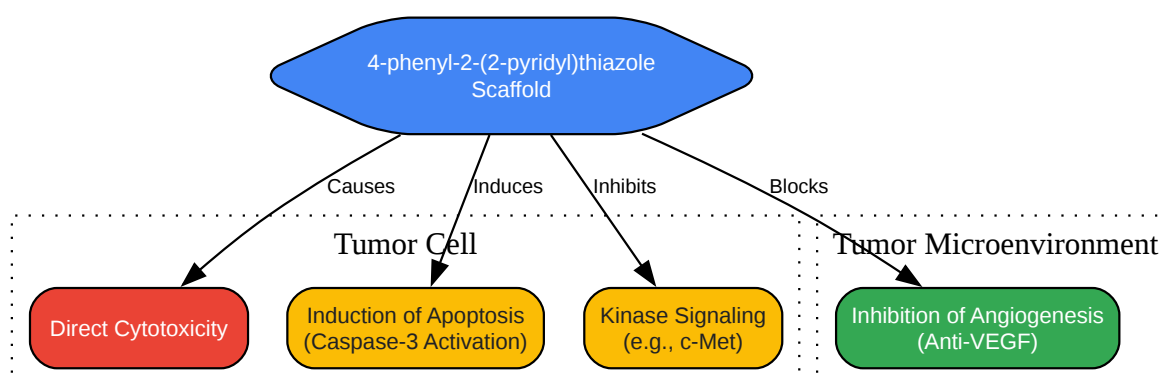 4-phenyl-2-(2-pyridyl)thiazole
Scaffold
Causes
Induces
Inhibits
Blocks
Tumor Cell
Tumor Microenvironment
Direct Cytotoxicity
Induction of Apoptosis
(Caspase-3 Activation)
Kinase Signaling
(e.g., c-Met)
Inhibition of Angiogenesis
(Anti-VEGF)